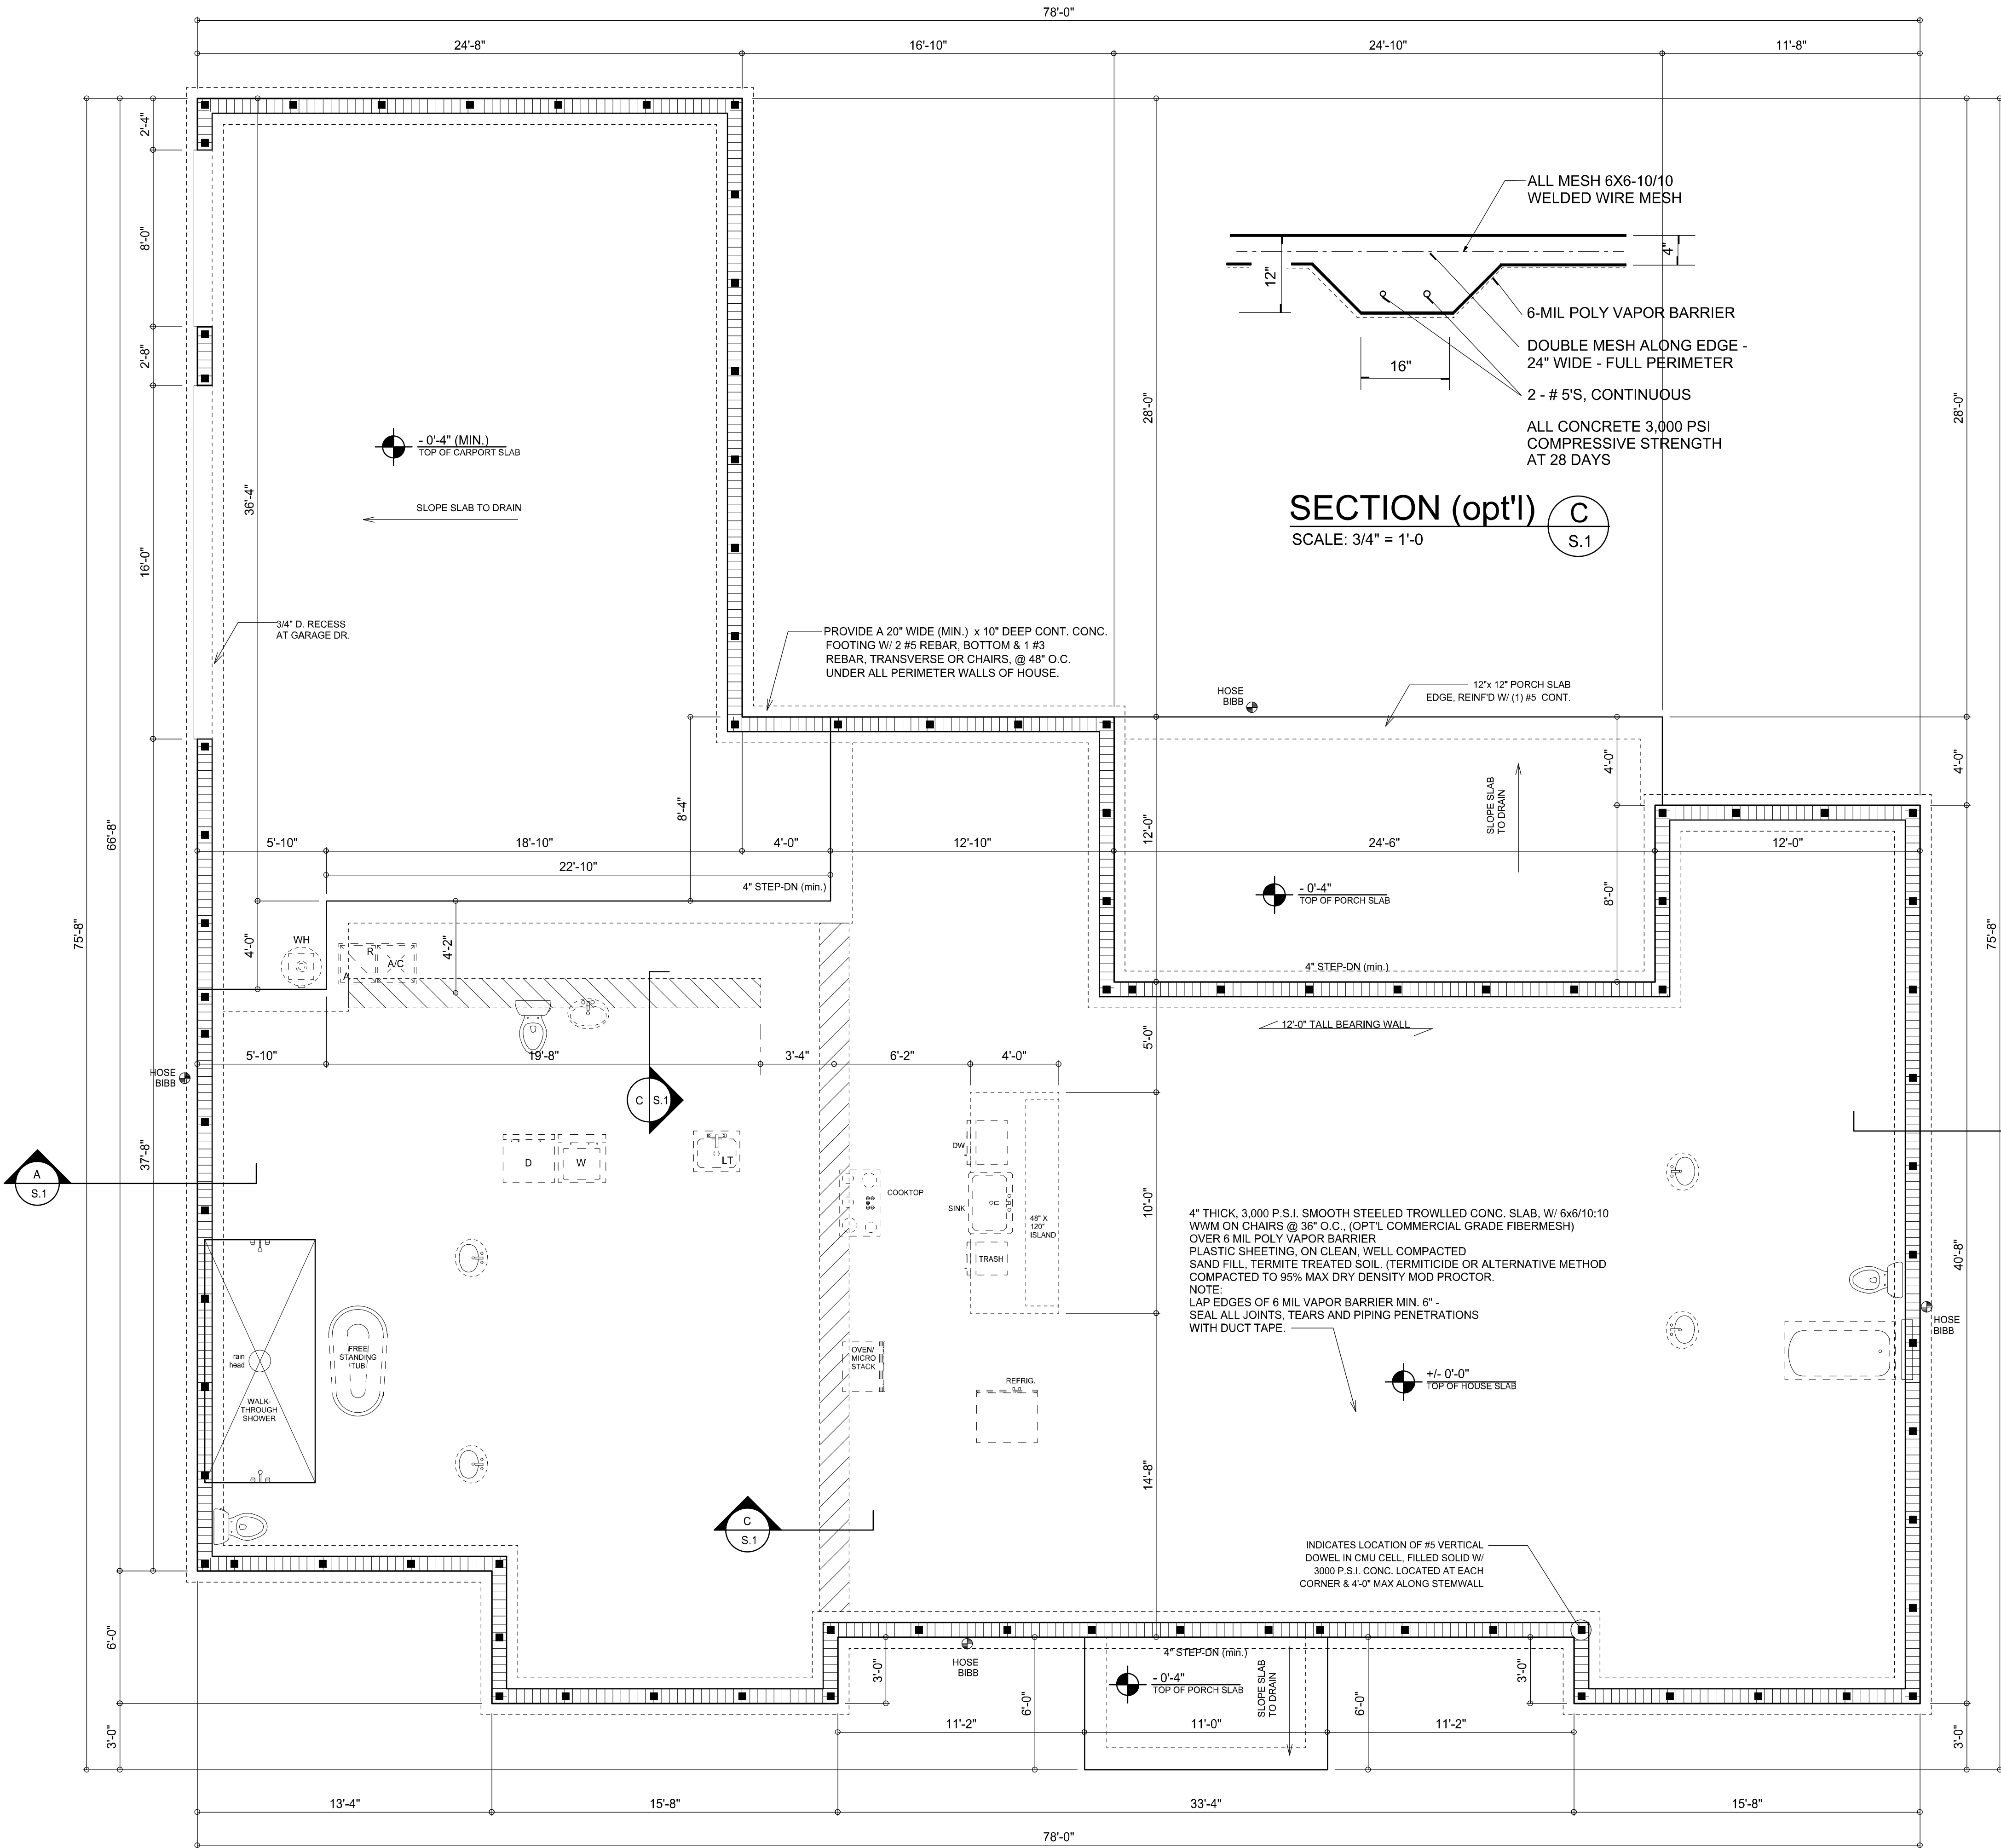 78'-0"
24'-8"
16'-10"
24'-10"
11'-8"
2'-4"
8'-0"
2'-8"
16'-0"
36'-4"
66'-8"
75'-8"
37'-8"
6'-0"
3'-0"
- 0'-4" (MIN.)
TOP OF CARPORT SLAB
SLOPE SLAB TO DRAIN
3/4" D. RECESS
AT GARAGE DR.
28'-0"
28'-0"
ALL MESH 6X6-10/10
WELDED WIRE MESH
12"
4"
16"
6-MIL POLY VAPOR BARRIER
DOUBLE MESH ALONG EDGE -
24" WIDE - FULL PERIMETER
2 - # 5'S, CONTINUOUS
ALL CONCRETE 3,000 PSI
COMPRESSIVE STRENGTH
AT 28 DAYS
SECTION (opt'l)
C
S.1
SCALE: 3/4" = 1'-0
PROVIDE A 20" WIDE (MIN.) x 10" DEEP CONT. CONC.
FOOTING W/ 2 #5 REBAR, BOTTOM & 1 #3
REBAR, TRANSVERSE OR CHAIRS, @ 48" O.C.
UNDER ALL PERIMETER WALLS OF HOUSE.
HOSE
BIBB
12"x 12" PORCH SLAB
EDGE, REINF'D W/ (1) #5 CONT.
4'-0"
4'-0"
SLOPE SLAB
TO DRAIN
8'-4"
12'-0"
5'-10"
18'-10"
4'-0"
12'-10"
24'-6"
12'-0"
22'-10"
4" STEP-DN (min.)
- 0'-4"
TOP OF PORCH SLAB
8'-0"
75'-8"
4'-0"
4'-2"
WH
R
A/C
A
4" STEP-DN (min.)
12'-0" TALL BEARING WALL
5'-0"
5'-10"
19'-8"
3'-4"
6'-2"
4'-0"
HOSE
BIBB
C
S.1
A
S.1
D
W
LT
DW
COOKTOP
SINK
48" X
120"
ISLAND
TRASH
10'-0"
4" THICK, 3,000 P.S.I. SMOOTH STEELED TROWLLED CONC. SLAB, W/ 6x6/10:10
WWM ON CHAIRS @ 36" O.C., (OPT'L COMMERCIAL GRADE FIBERMESH)
OVER 6 MIL POLY VAPOR BARRIER
PLASTIC SHEETING, ON CLEAN, WELL COMPACTED
SAND FILL, TERMITE TREATED SOIL. (TERMITICIDE OR ALTERNATIVE METHOD
COMPACTED TO 95% MAX DRY DENSITY MOD PROCTOR.
NOTE:
LAP EDGES OF 6 MIL VAPOR BARRIER MIN. 6" -
SEAL ALL JOINTS, TEARS AND PIPING PENETRATIONS
WITH DUCT TAPE.
40'-8"
HOSE
BIBB
rain
head
FREE
STANDING
TUB
WALK-
THROUGH
SHOWER
OVEN/
MICRO
STACK
REFRIG.
+/- 0'-0"
TOP OF HOUSE SLAB
14'-8"
C
S.1
INDICATES LOCATION OF #5 VERTICAL
DOWEL IN CMU CELL, FILLED SOLID W/
3000 P.S.I. CONC. LOCATED AT EACH
CORNER & 4'-0" MAX ALONG STEMWALL
HOSE
BIBB
4" STEP-DN (min.)
- 0'-4"
TOP OF PORCH SLAB
SLOPE SLAB
TO DRAIN
3'-0"
6'-0"
6'-0"
3'-0"
3'-0"
11'-2"
11'-0"
11'-2"
13'-4"
15'-8"
33'-4"
15'-8"
78'-0"